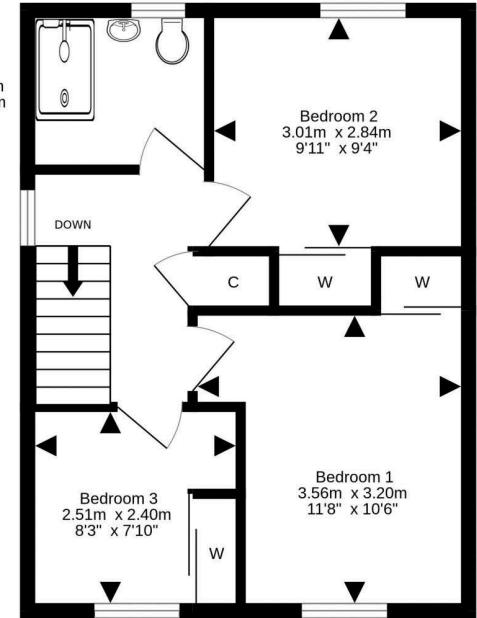 Bedroom 2
3.01m x 2.84m
9'11" x 9'4"
DOWN
C
W
W
Bedroom 1
3.56m x 3.20m
11'8" x 10'6"
Bedroom 3
2.51m x 2.40m
8'3" x 7'10"
W